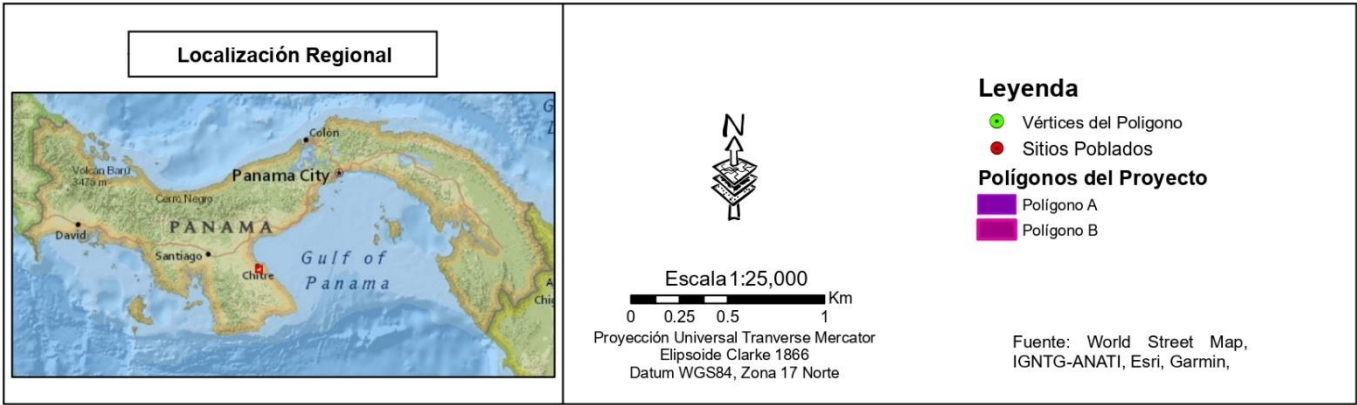 Localización Regional
Colón
Volcán Barú
3475 m
Panama City
Cerro Negro
PANAMA
David
Santiago
Gulf of
Panama
Chitre
N
Escala 1:25,000
Km
0 0.25 0.5 1
Proyección Universal Tranverse Mercator
Elipsoide Clarke 1866
Datum WGS84, Zona 17 Norte
Leyenda
Vértices del Poligono
Sitios Poblados
Polígonos del Proyecto
Polígono A
Polígono B
Fuente: World Street Map,
IGNTG-ANATI, Esri, Garmin,